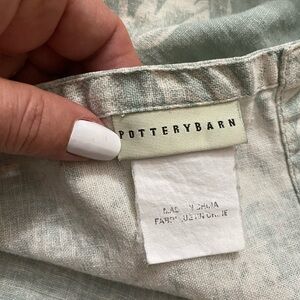 POTTERYBARN
MADE IN CHINA
FABRIQUE EN CHINE